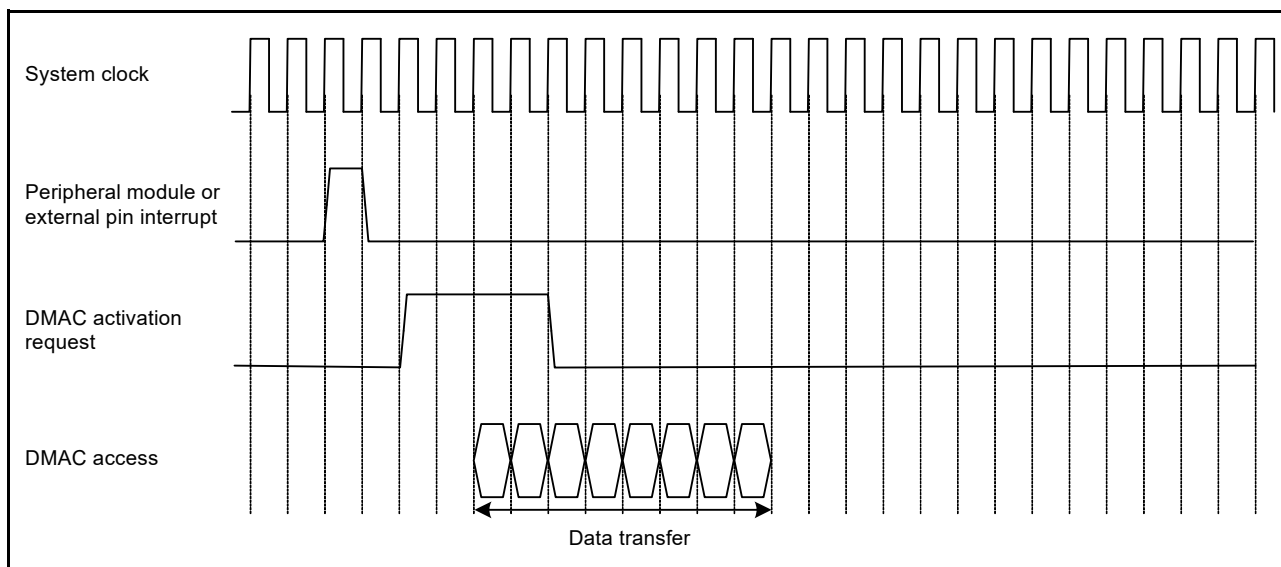 System clock
Peripheral module or
external pin interrupt
DMAC activation
request
DMAC access
Data transfer